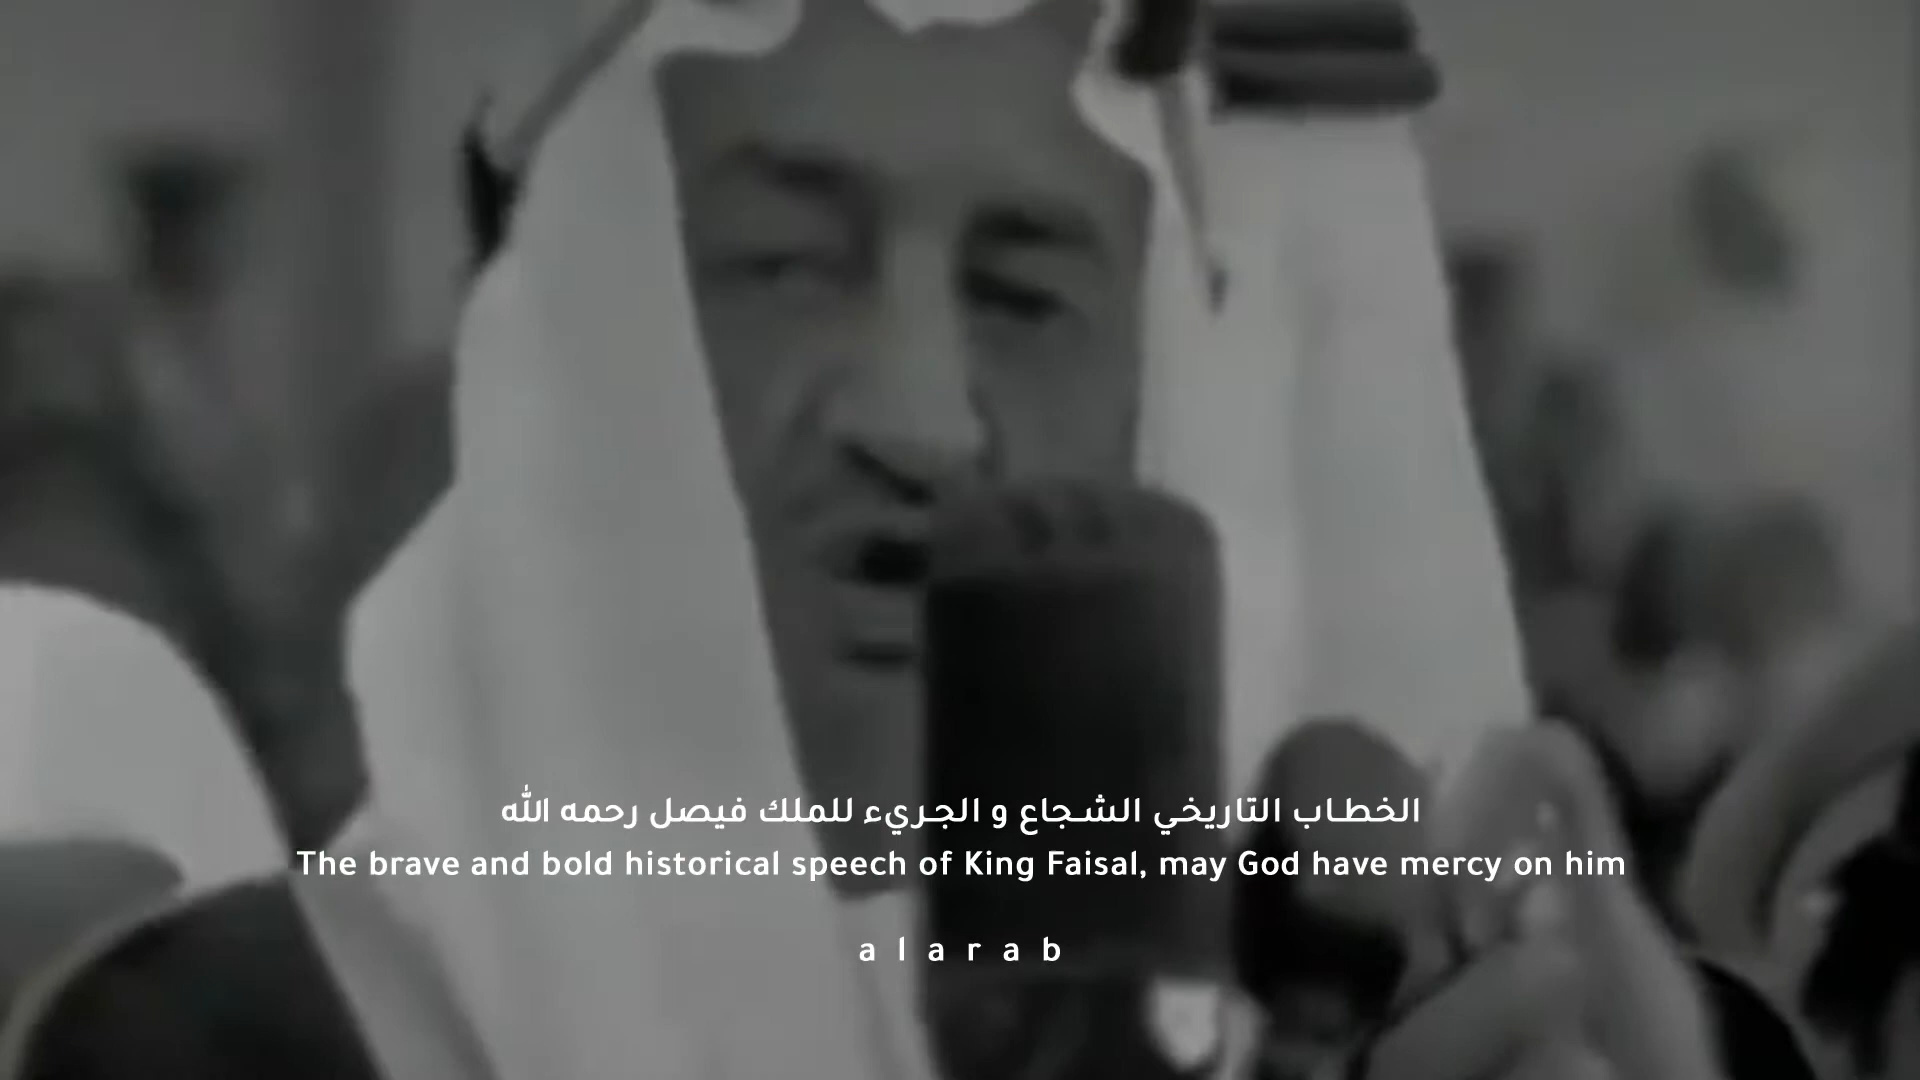 الخطاب التاريخي الشجاع و الجريء للملك فيصل رحمه الله
The brave and bold historical speech of King Faisal, may God have mercy on him
alarab